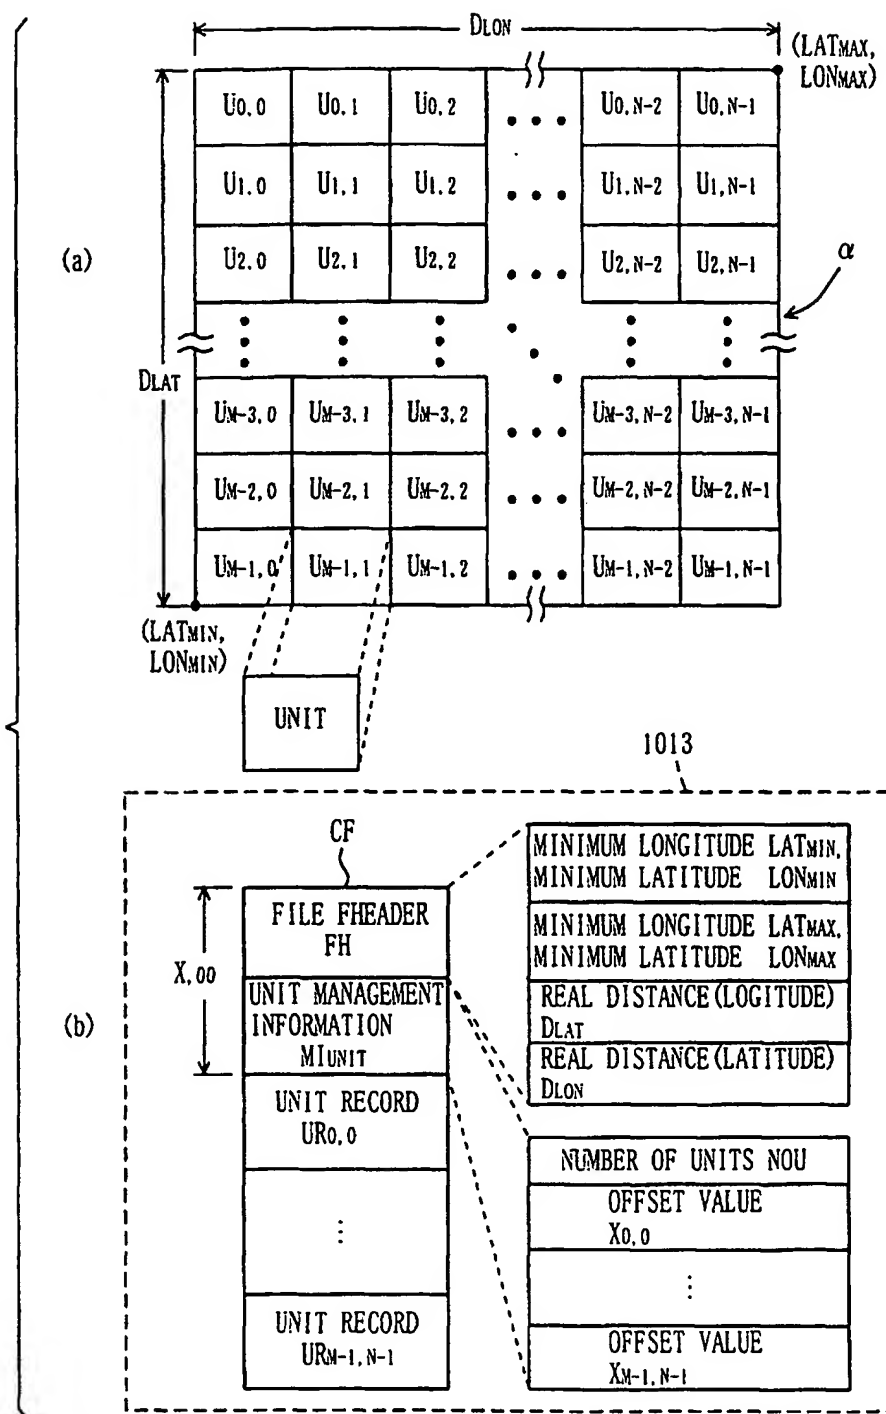 DLON
(LATMAX,
LONMAX)
U0,0 U0,1 U0,2 U0,N-2 U0,N-1
U1,0 U1,1 U1,2 U1,N-2 U1,N-1
(a)
U2,0 U2,1 U2,2 U2,N-2 U2,N-1
α
DLAT
UM-3,0 UM-3,1 UM-3,2 UM-3,N-2 UM-3,N-1
UM-2,0 UM-2,1 UM-2,2 UM-2,N-2 UM-2,N-1
UM-1,0 UM-1,1 UM-1,2 UM-1,N-2 UM-1,N-1
(LATMIN,
LONMIN)
UNIT
1013
(b)
CF
X,00
FILE FHEADER
FH
UNIT MANAGEMENT
INFORMATION
MIUNIT
UNIT RECORD
UR0,0
UNIT RECORD
URM-1,N-1
MINIMUM LONGITUDE LATMIN,
MINIMUM LATITUDE LONMIN
MINIMUM LONGITUDE LATMAX,
MINIMUM LATITUDE LONMAX
REAL DISTANCE(LOGITUDE)
DLAT
REAL DISTANCE(LATITUDE)
DLON
NUMBER OF UNITS NOU
OFFSET VALUE
X0,0
OFFSET VALUE
XM-1,N-1